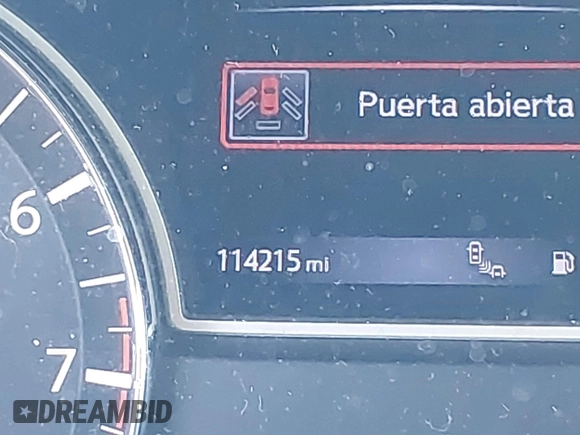 Puerta abierta
6
114215 mi
7
DREAMBID